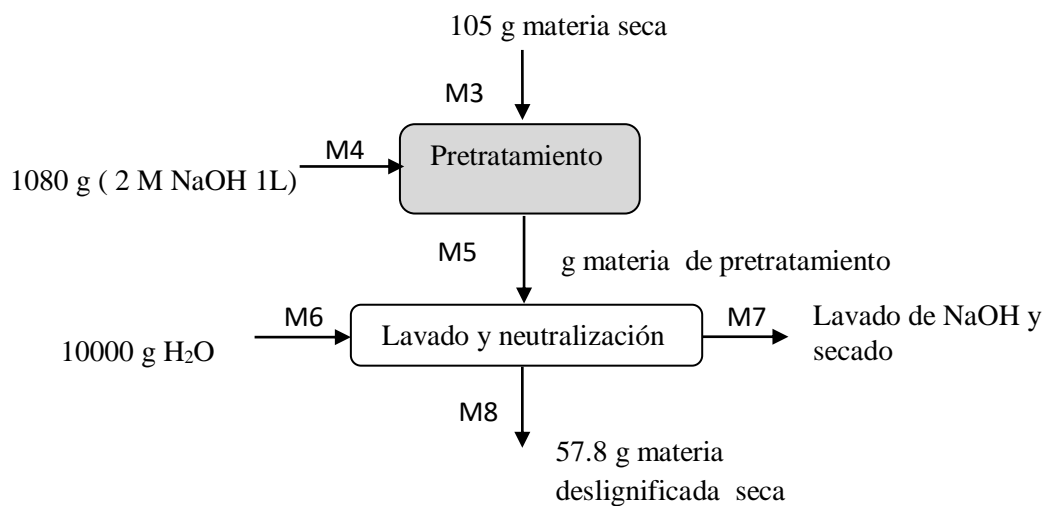 105 g materia seca
M3
M4
Pretratamiento
1080 g ( 2 M NaOH 1L)
M5
g materia de pretratamiento
M6
Lavado y neutralización
M7
Lavado de NaOH y
secado
10000 g H₂O
M8
57.8 g materia
deslignificada seca